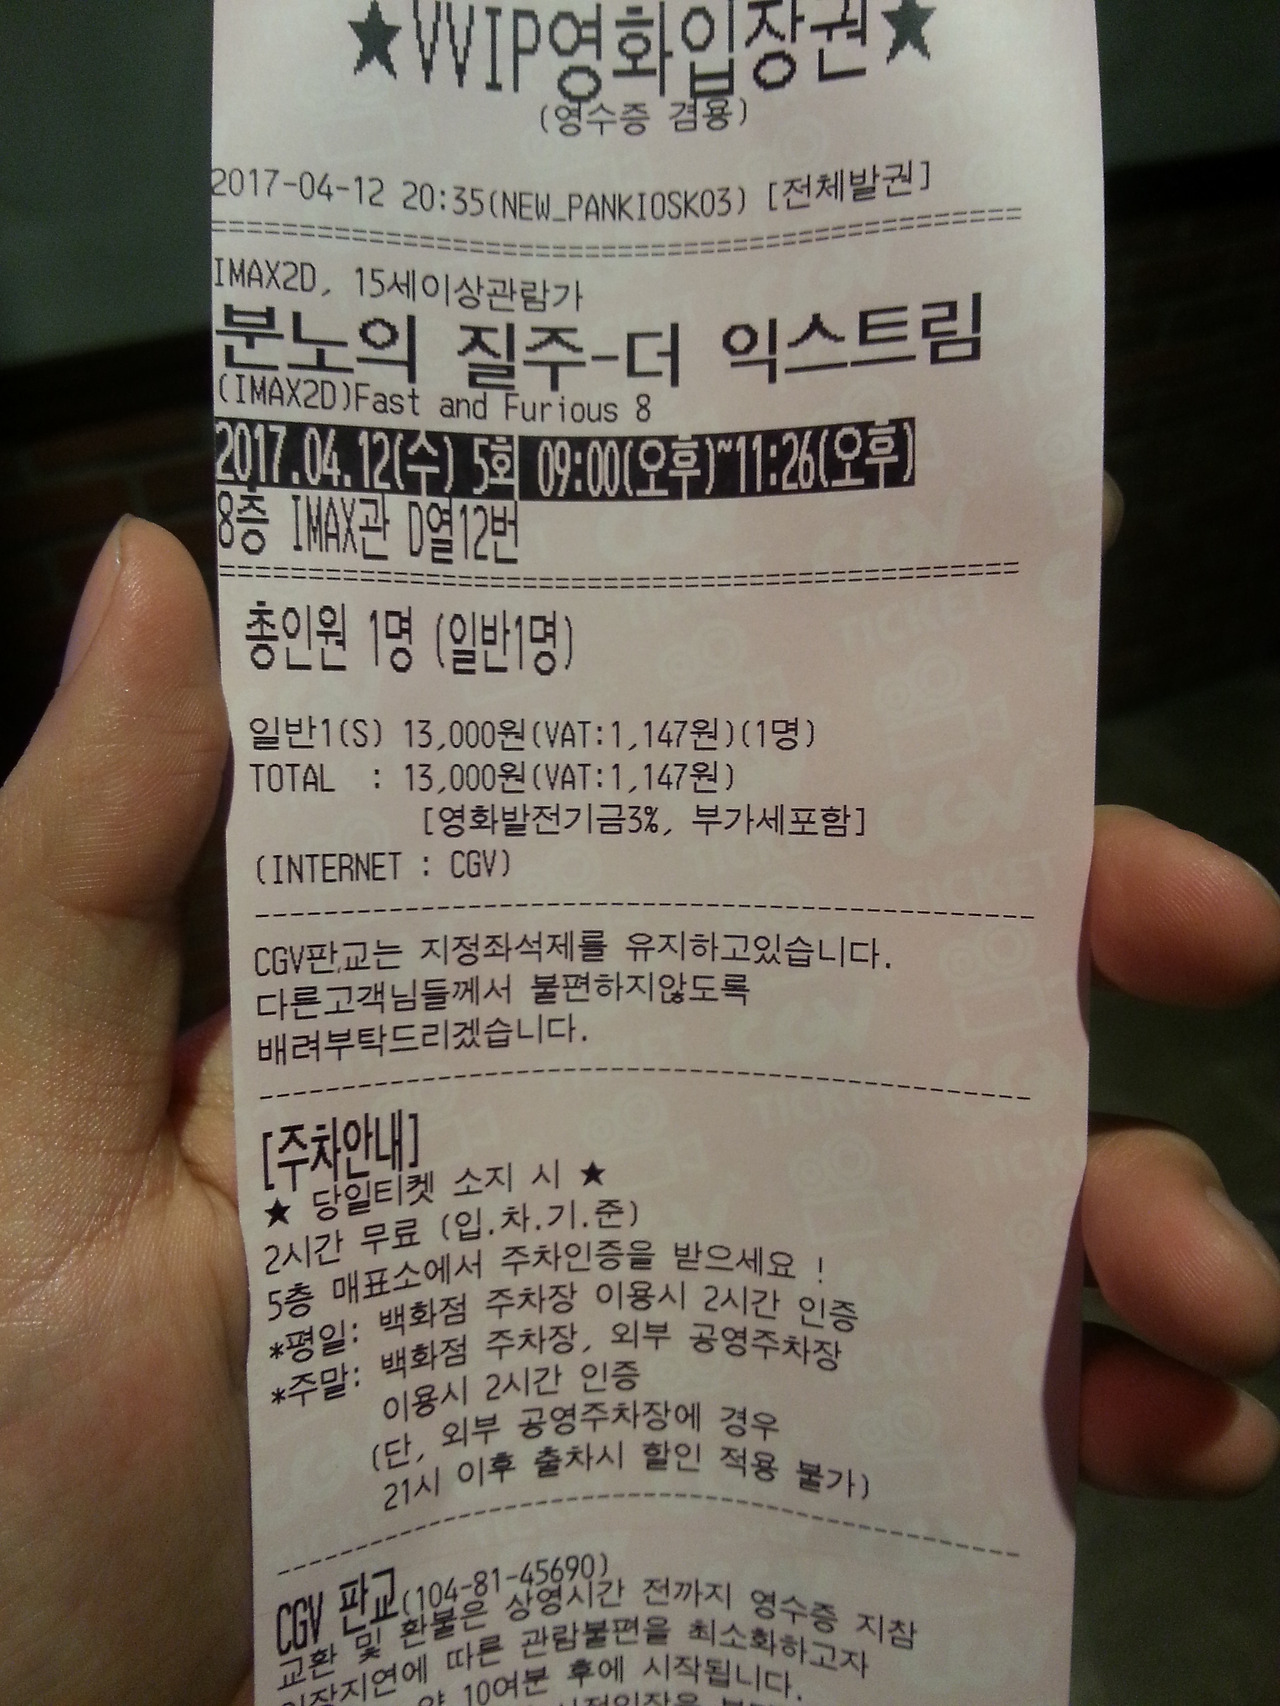 ★VVIP영화입장권★
(영수증 겸용)
2017-04-12 20:35(NEW_PANKIOSK03) [전체발권]
IMAX2D, 15세이상관람가
분노의 질주-더 익스트림
(IMAX2D)Fast and Furious 8
2017.04.12(수) 5회 09:00(오후)~11:26(오후)
8층 IMAX관 D열12번
총인원 1명 (일반1명)
일반1(S) 13,000원(VAT:1,147원)(1명)
TOTAL : 13,000원(VAT:1,147원)
[영화발전기금3%, 부가세포함]
(INTERNET : CGV)
CGV판교는 지정좌석제를 유지하고있습니다.
다른고객님들께서 불편하지않도록
배려부탁드리겠습니다.
[주차안내]
★ 당일티켓 소지 시 ★
2시간 무료 (입.차.기.준)
5층 매표소에서 주차인증을 받으세요 !
*평일: 백화점 주차장 이용시 2시간 인증
*주말: 백화점 주차장, 외부 공영주차장
이용시 2시간 인증
(단, 외부 공영주차장에 경우
21시 이후 출차시 할인 적용 불가)
CGV 판교(104-81-45690)
교환 및 환불은 상영시간 전까지 영수증 지참
입장지연에 따른 관람불편을 최소화하고자
약 10여분 후에 시작됩니다.